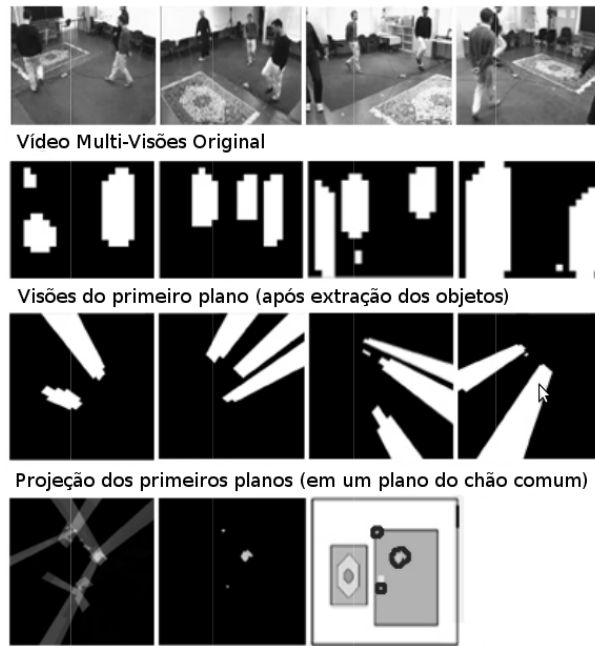 Vídeo Multi-Visões Original
Visões do primeiro plano (após extração dos objetos)
Projeção dos primeiros planos (em um plano do chão comum)